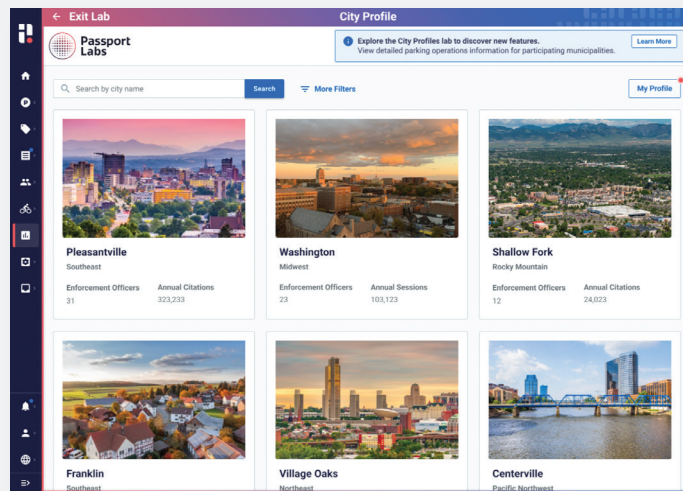 ← Exit Lab
City Profile
Passport
Labs
Explore the City Profiles lab to discover new features.
View detailed parking operations information for participating municipalities.
Learn More
Search by city name
Search
More Filters
My Profile
Pleasantville
Southeast
Enforcement Officers Annual Citations
31 323,233
Washington
Midwest
Enforcement Officers Annual Sessions
23 103,123
Shallow Fork
Rocky Mountain
Enforcement Officers Annual Citations
12 24,023
Franklin
Southeast
Village Oaks
Northeast
Centerville
Pacific Northwest